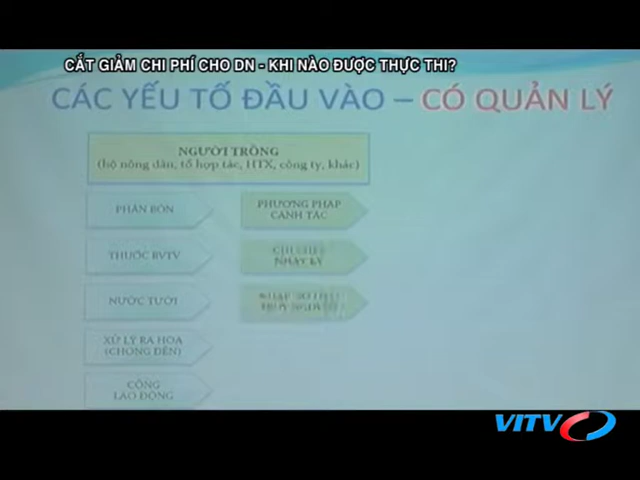 CẮT GIẢM CHI PHÍ CHO DN - KHI NÀO ĐƯỢC THỰC THI?
CÁC YẾU TỐ ĐẦU VÀO – CÓ QUẢN LÝ
NGƯỜI TRỒNG
(hộ nông dân, tổ hợp tác, HTX, công ty, khác)
PHÂN BÓN
PHƯƠNG PHÁP
CANH TÁC
THUỐC BVTV
NHẬT KÝ
NƯỚC TƯỚI
XỬ LÝ RA HOA
(CHONG ĐÈN)
CÔNG
LAO ĐỘNG
VITV